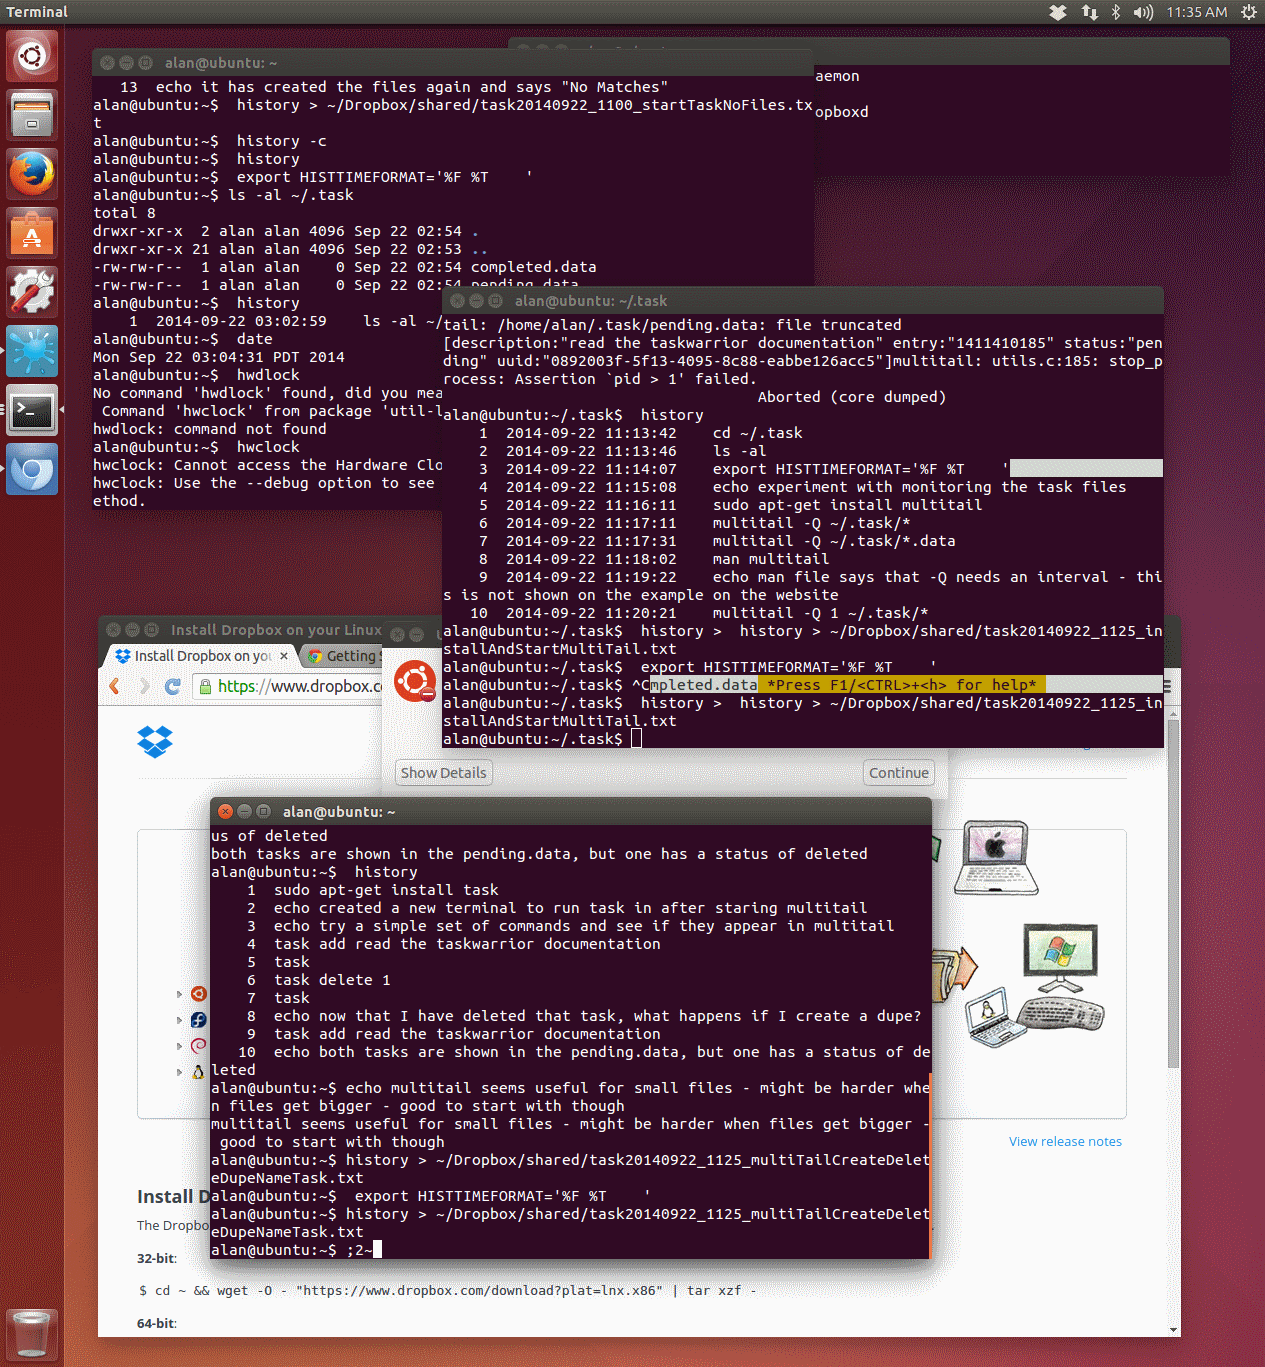 Terminal
11:35 AM
aemon
opboxd
alan@ubuntu: ~
13  echo it has created the files again and says "No Matches"
alan@ubuntu:~$  history > ~/Dropbox/shared/task20140922_1100_startTaskNoFiles.tx
t
alan@ubuntu:~$  history -c
alan@ubuntu:~$  history
alan@ubuntu:~$  export HISTTIMEFORMAT='%F %T    '
alan@ubuntu:~$ ls -al ~/.task
total 8
drwxr-xr-x  2 alan alan 4096 Sep 22 02:54 .
drwxr-xr-x 21 alan alan 4096 Sep 22 02:53 ..
-rw-rw-r--  1 alan alan    0 Sep 22 02:54 completed.data
-rw-rw-r--  1 alan alan    0 Sep 22 02:54 pending.data
alan@ubuntu:~$  history
1  2014-09-22 03:02:59    ls -al ~/
alan@ubuntu:~$  date
Mon Sep 22 03:04:31 PDT 2014
alan@ubuntu:~$  hwdlock
No command 'hwdlock' found, did you mea
Command 'hwclock' from package 'util-l
hwdlock: command not found
alan@ubuntu:~$  hwclock
hwclock: Cannot access the Hardware Clo
hwclock: Use the --debug option to see
ethod.
alan@ubuntu: ~/.task
tail: /home/alan/.task/pending.data: file truncated
[description:"read the taskwarrior documentation" entry:"1411410185" status:"pen
ding" uuid:"0892003f-5f13-4095-8c88-eabbe126acc5"]multitail: utils.c:185: stop_p
rocess: Assertion `pid > 1' failed.
Aborted (core dumped)
alan@ubuntu:~/.task$  history
1  2014-09-22 11:13:42    cd ~/.task
2  2014-09-22 11:13:46    ls -al
3  2014-09-22 11:14:07    export HISTTIMEFORMAT='%F %T    '
4  2014-09-22 11:15:08    echo experiment with monitoring the task files
5  2014-09-22 11:16:11    sudo apt-get install multitail
6  2014-09-22 11:17:11    multitail -Q ~/.task/*
7  2014-09-22 11:17:31    multitail -Q ~/.task/*.data
8  2014-09-22 11:18:02    man multitail
9  2014-09-22 11:19:22    echo man file says that -Q needs an interval - thi
s is not shown on the example on the website
10  2014-09-22 11:20:21    multitail -Q 1 ~/.task/*
alan@ubuntu:~/.task$  history >  history > ~/Dropbox/shared/task20140922_1125_in
stallAndStartMultiTail.txt
alan@ubuntu:~/.task$  export HISTTIMEFORMAT='%F %T    '
alan@ubuntu:~/.task$ ^Cmpleted.data *Press F1/<CTRL>+<h> for help*
alan@ubuntu:~/.task$  history >  history > ~/Dropbox/shared/task20140922_1125_in
stallAndStartMultiTail.txt
alan@ubuntu:~/.task$
Install Dropbox on your Linux
Install Dropbox on you
Getting S
https://www.dropbox.c
Show Details
Continue
alan@ubuntu: ~
us of deleted
both tasks are shown in the pending.data, but one has a status of deleted
alan@ubuntu:~$  history
1  sudo apt-get install task
2  echo created a new terminal to run task in after staring multitail
3  echo try a simple set of commands and see if they appear in multitail
4  task add read the taskwarrior documentation
5  task
6  task delete 1
7  task
8  echo now that I have deleted that task, what happens if I create a dupe?
9  task add read the taskwarrior documentation
10  echo both tasks are shown in the pending.data, but one has a status of de
leted
alan@ubuntu:~$ echo multitail seems useful for small files - might be harder whe
n files get bigger - good to start with though
multitail seems useful for small files - might be harder when files get bigger -
good to start with though
alan@ubuntu:~$ history > ~/Dropbox/shared/task20140922_1125_multiTailCreateDelet
eDupeNameTask.txt
alan@ubuntu:~$  export HISTTIMEFORMAT='%F %T    '
alan@ubuntu:~$ history > ~/Dropbox/shared/task20140922_1125_multiTailCreateDelet
eDupeNameTask.txt
alan@ubuntu:~$ ;2~
View release notes
Install D
The Dropbo
32-bit:
$ cd ~ && wget -O - "https://www.dropbox.com/download?plat=lnx.x86" | tar xzf -
64-bit: